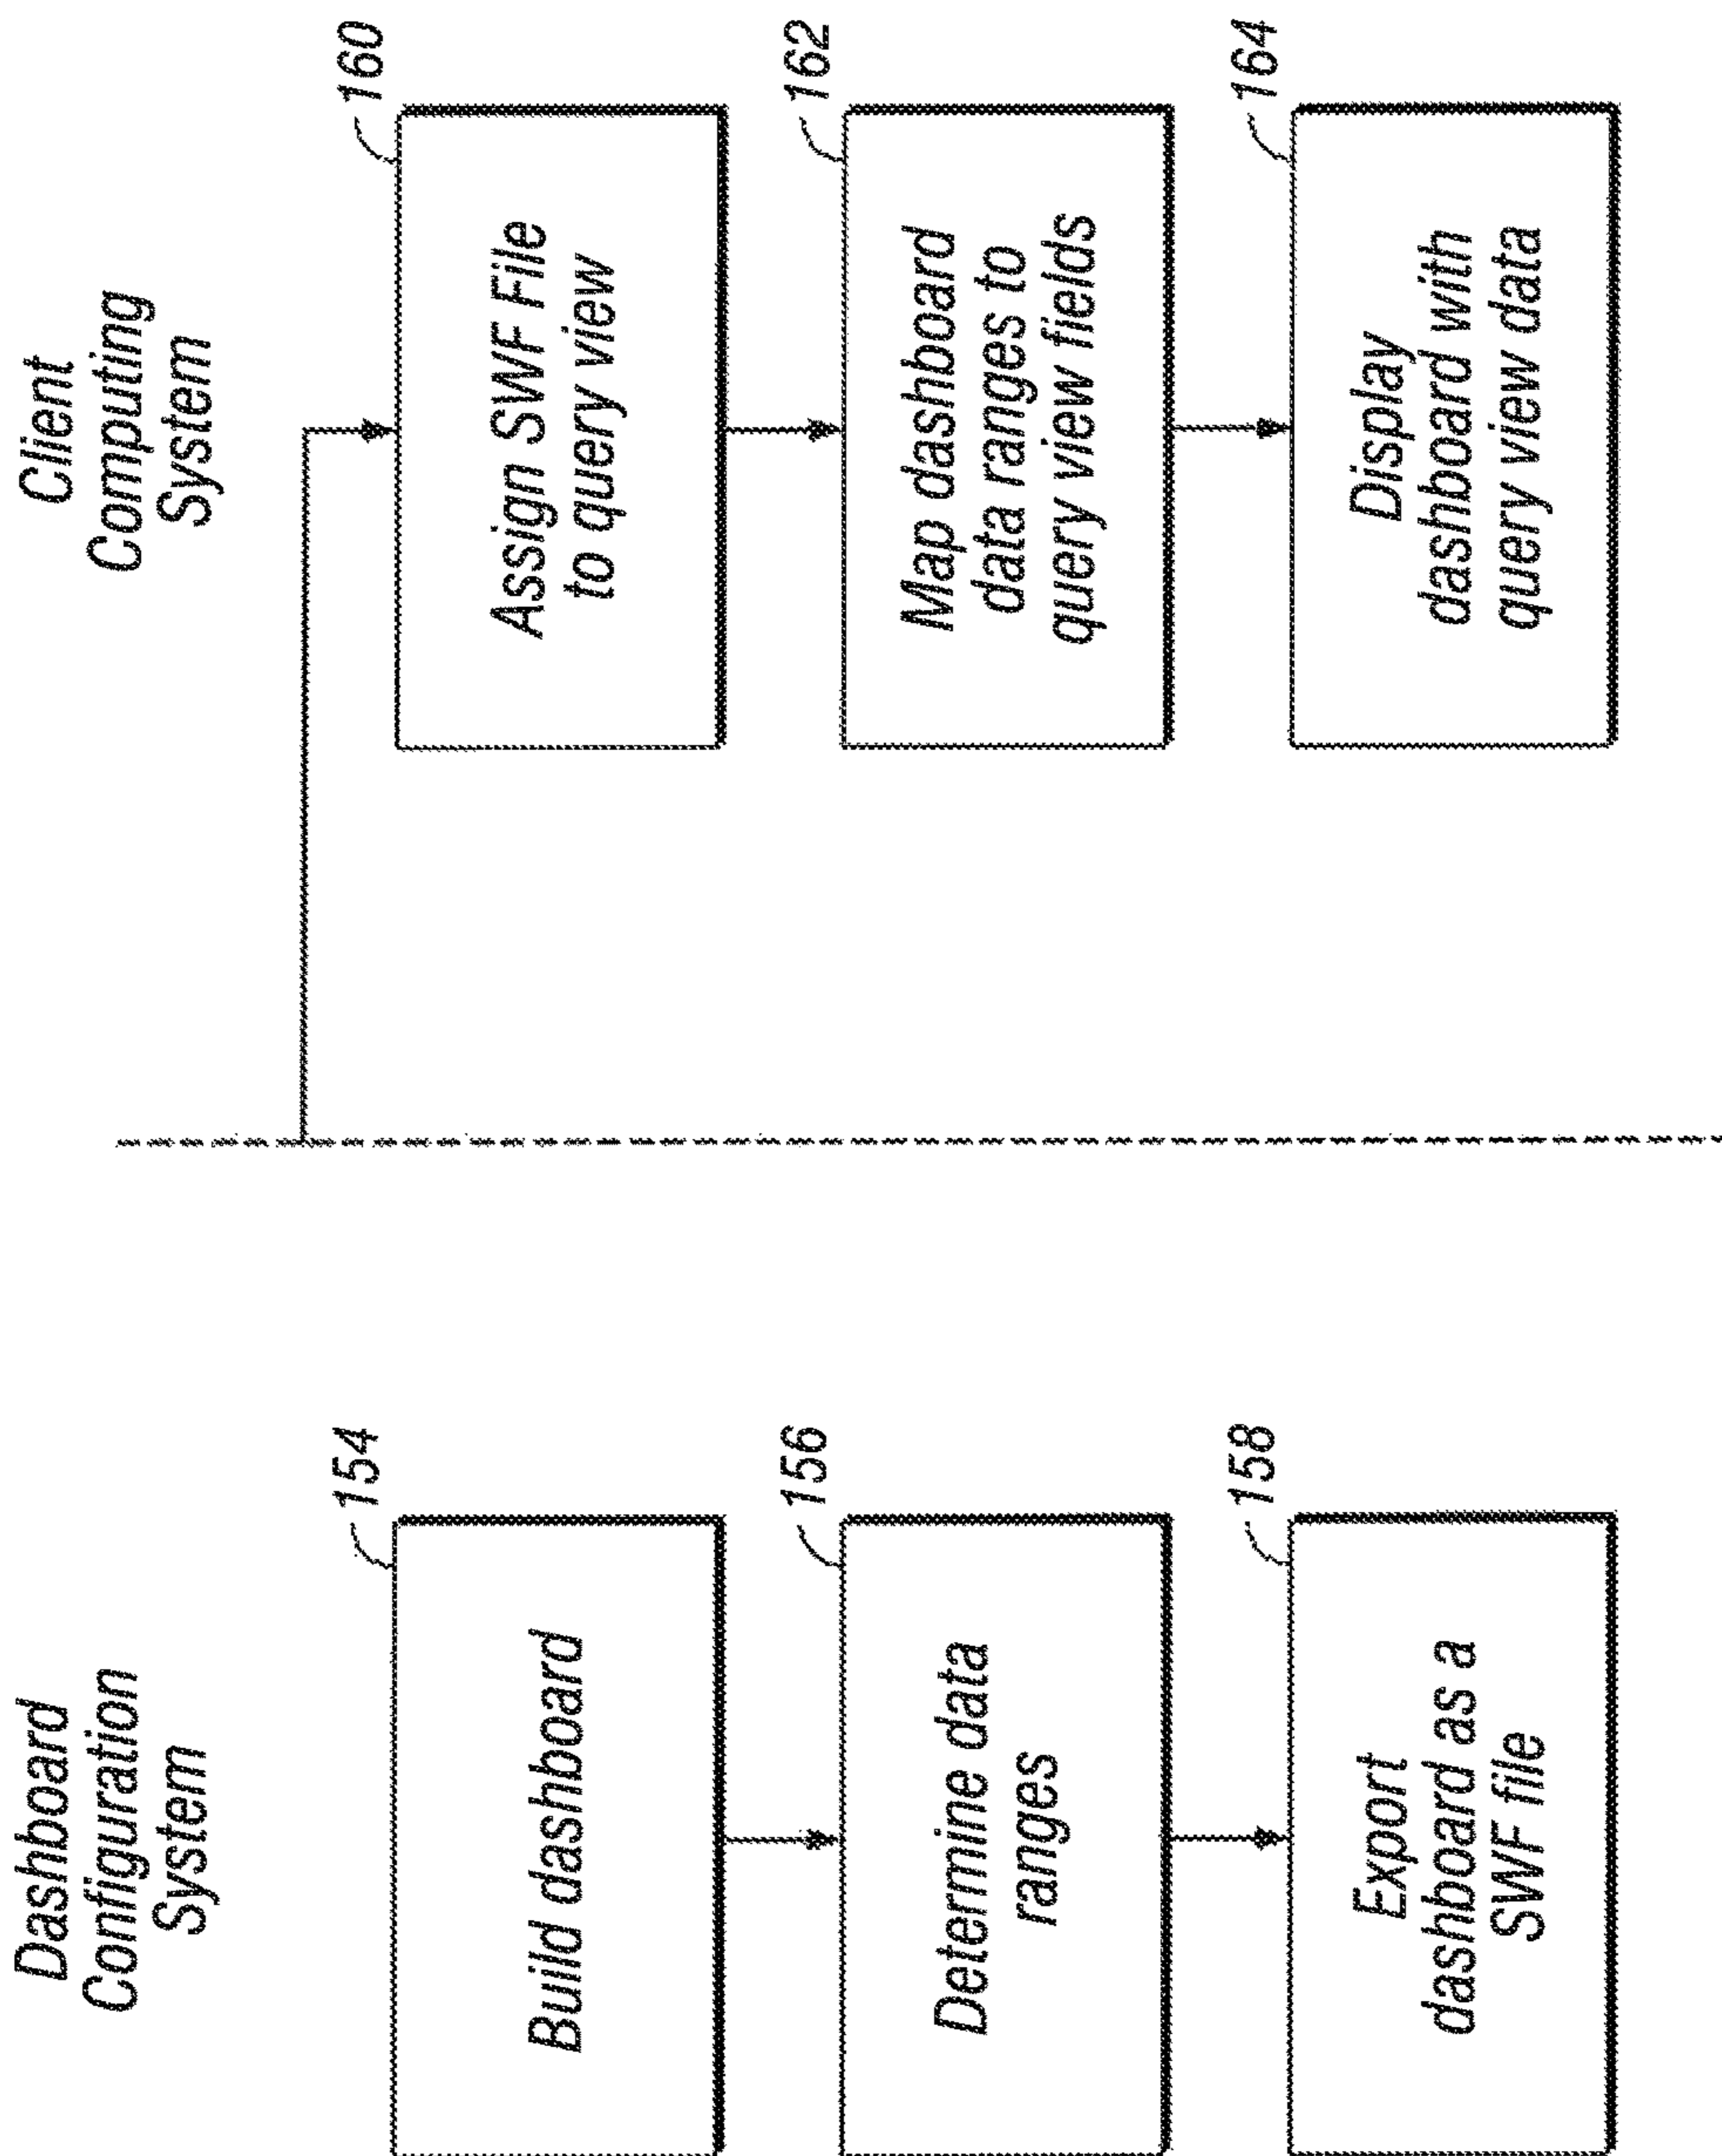 Dashboard
Configuration
System
154
Build dashboard
156
Determine data
ranges
158
Export
dashboard as a
SWF file
Client
Computing
System
160
Assign SWF File
to query view
162
Map dashboard
data ranges to
query view fields
164
Display
dashboard with
query view data